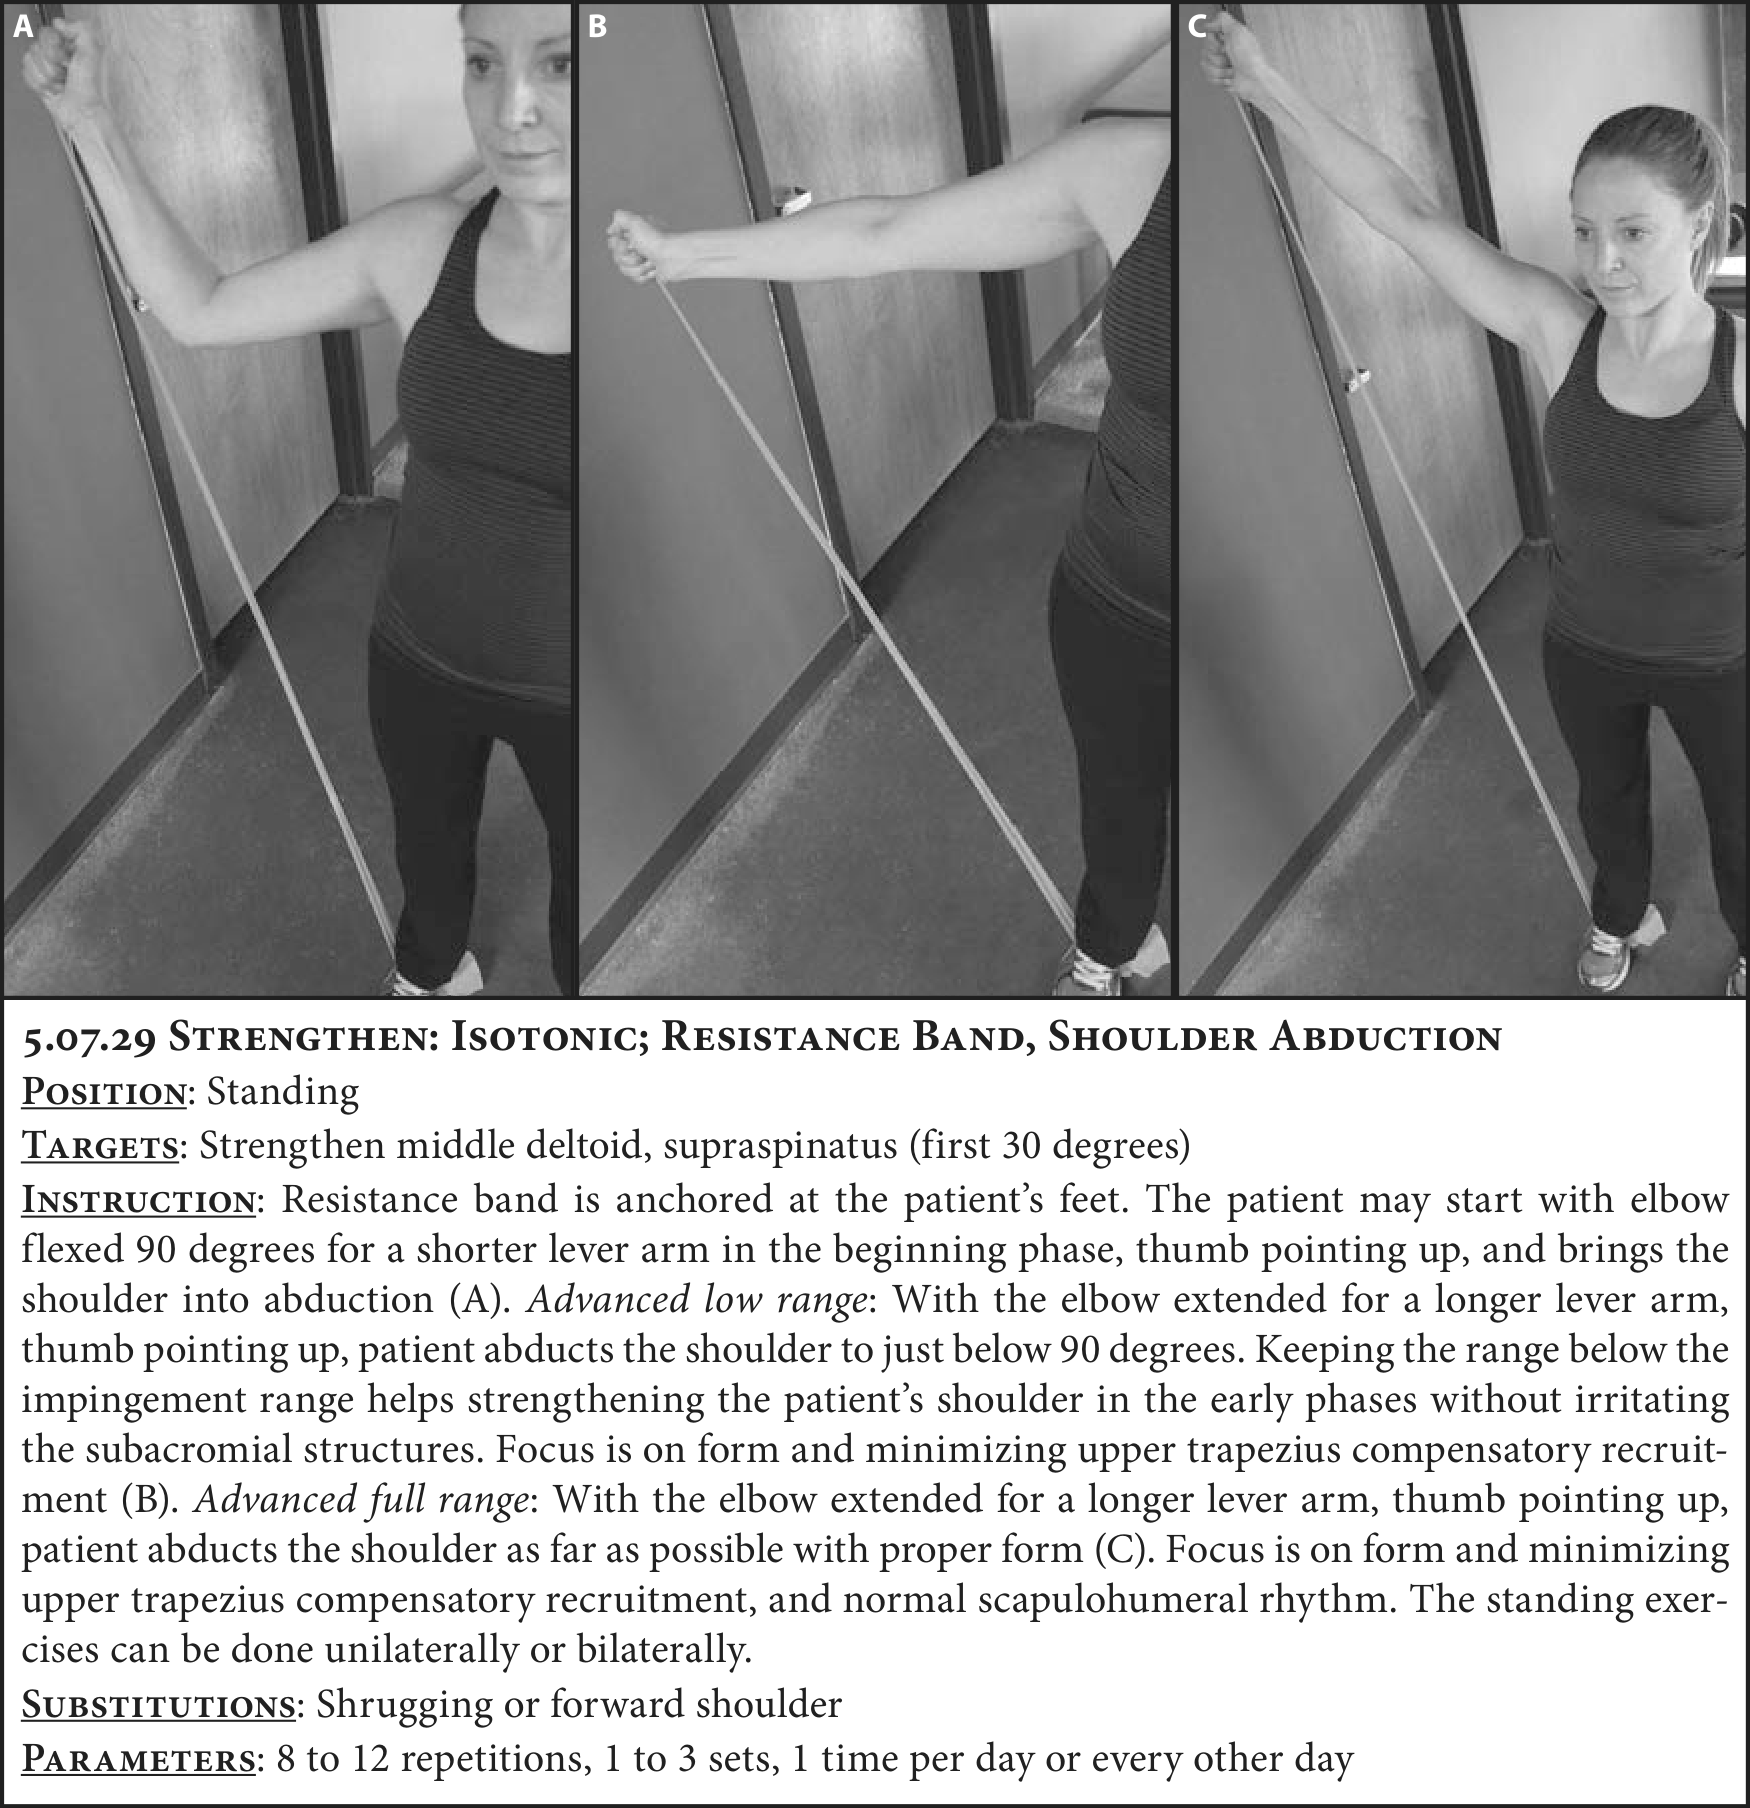 A
B
C
5.07.29 Strengthen: Isotonic; Resistance Band, Shoulder Abduction
Position: Standing
Targets: Strengthen middle deltoid, supraspinatus (first 30 degrees)
Instruction: Resistance band is anchored at the patient’s feet. The patient may start with elbow
flexed 90 degrees for a shorter lever arm in the beginning phase, thumb pointing up, and brings the
shoulder into abduction (A). Advanced low range: With the elbow extended for a longer lever arm,
thumb pointing up, patient abducts the shoulder to just below 90 degrees. Keeping the range below the
impingement range helps strengthening the patient’s shoulder in the early phases without irritating
the subacromial structures. Focus is on form and minimizing upper trapezius compensatory recruit-
ment (B). Advanced full range: With the elbow extended for a longer lever arm, thumb pointing up,
patient abducts the shoulder as far as possible with proper form (C). Focus is on form and minimizing
upper trapezius compensatory recruitment, and normal scapulohumeral rhythm. The standing exer-
cises can be done unilaterally or bilaterally.
Substitutions: Shrugging or forward shoulder
Parameters: 8 to 12 repetitions, 1 to 3 sets, 1 time per day or every other day